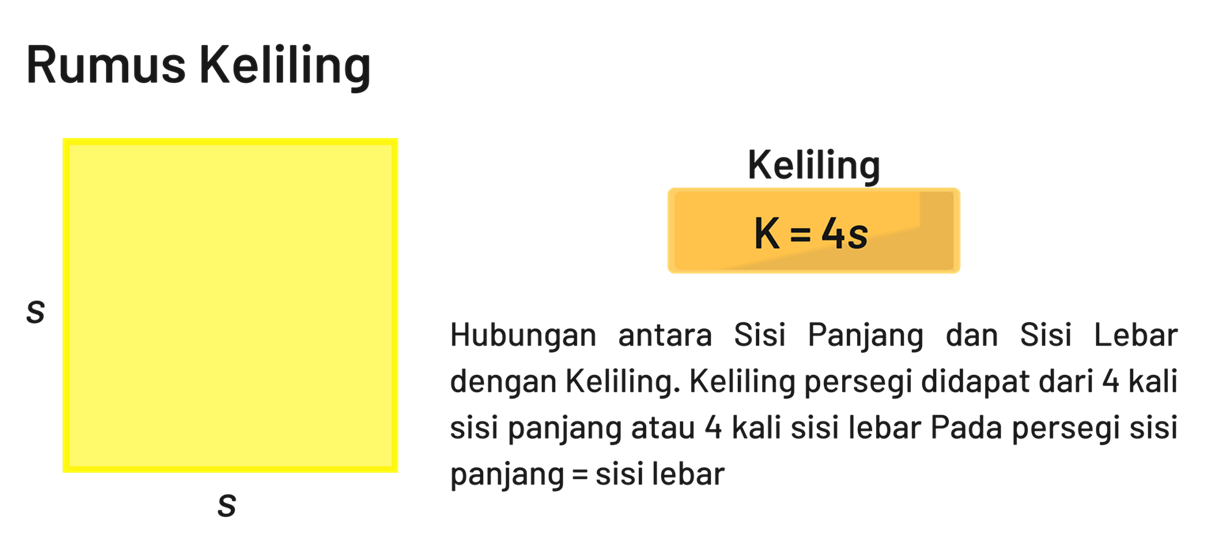 Rumus Keliling
s
s
Keliling
K = 4s
Hubungan antara Sisi Panjang dan Sisi Lebar
dengan Keliling. Keliling persegi didapat dari 4 kali
sisi panjang atau 4 kali sisi lebar Pada persegi sisi
panjang = sisi lebar